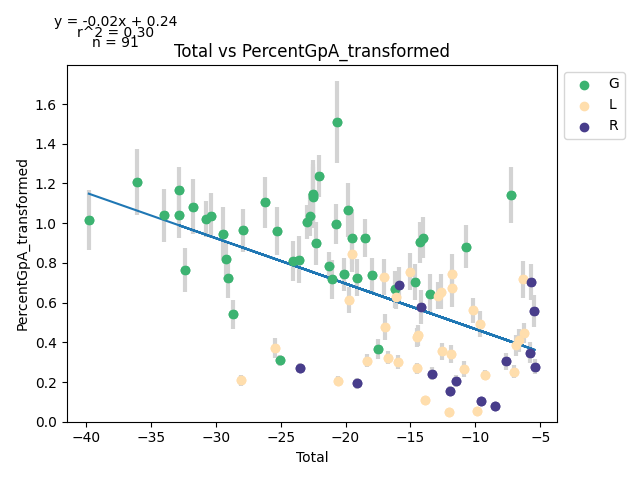 y = -0.02x + 0.24
r^2 = 0.30
n = 91
Total vs PercentGpA_transformed
G
L
R
PercentGpA_transformed
1.6
1.4
1.2
1.0
0.8
0.6
0.4
0.2
0.0
−40 −35 −30 −25 −20 −15 −10 −5
Total